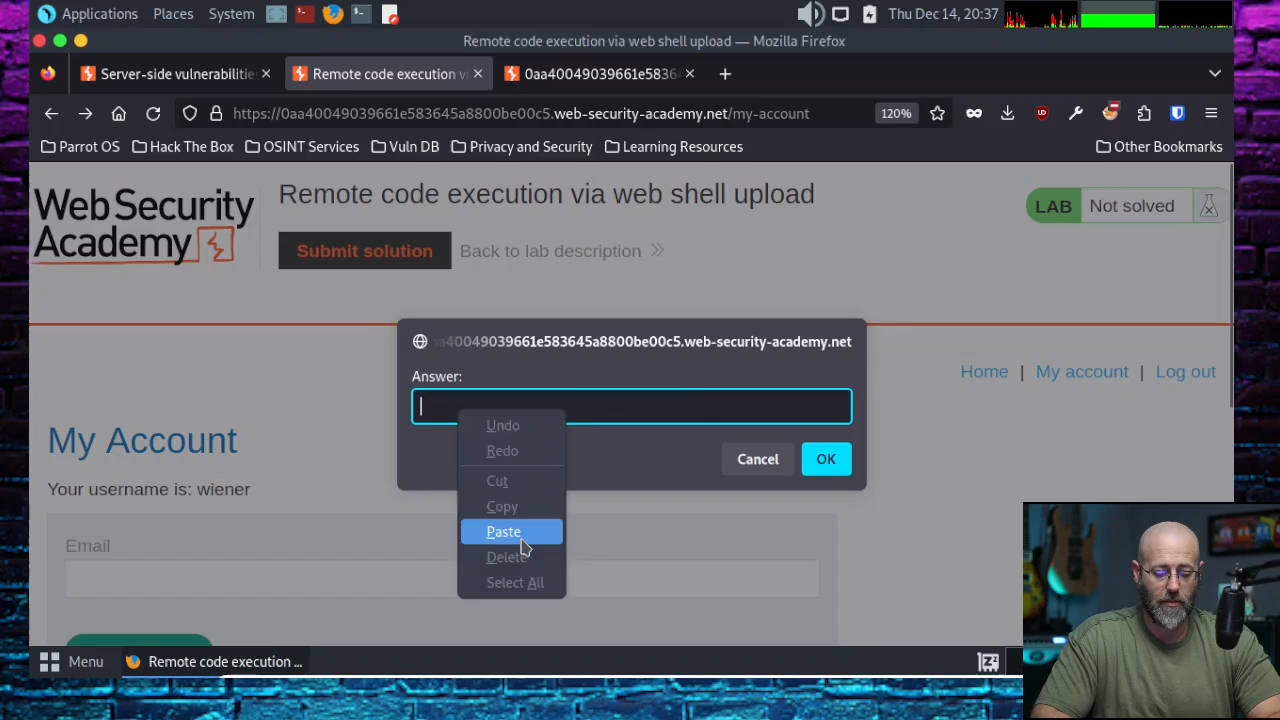 Applications Places System Thu Dec 14, 20:37
Remote code execution via web shell upload — Mozilla Firefox
Server-side vulnerabilitie × Remote code execution v × 0aa40049039661e5836 × +
https://0aa40049039661e583645a8800be00c5.web-security-academy.net/my-account 120%
Parrot OS Hack The Box OSINT Services Vuln DB Privacy and Security Learning Resources Other Bookmarks
Web Security Academy
Remote code execution via web shell upload
LAB Not solved
Submit solution Back to lab description
a40049039661e583645a8800be00c5.web-security-academy.net
Answer:
Home | My account | Log out
Undo
Redo
My Account
Cancel OK
Cut
Your username is: wiener
Copy
Paste
Email
Delete
Select All
Menu Remote code execution ...